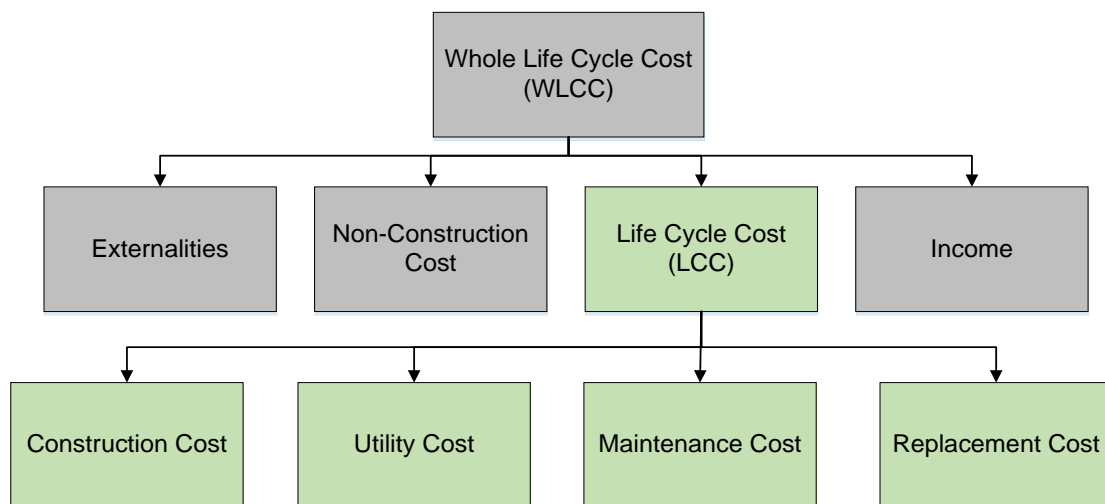 Whole Life Cycle Cost
(WLCC)
Externalities
Non-Construction
Cost
Life Cycle Cost
(LCC)
Income
Construction Cost
Utility Cost
Maintenance Cost
Replacement Cost